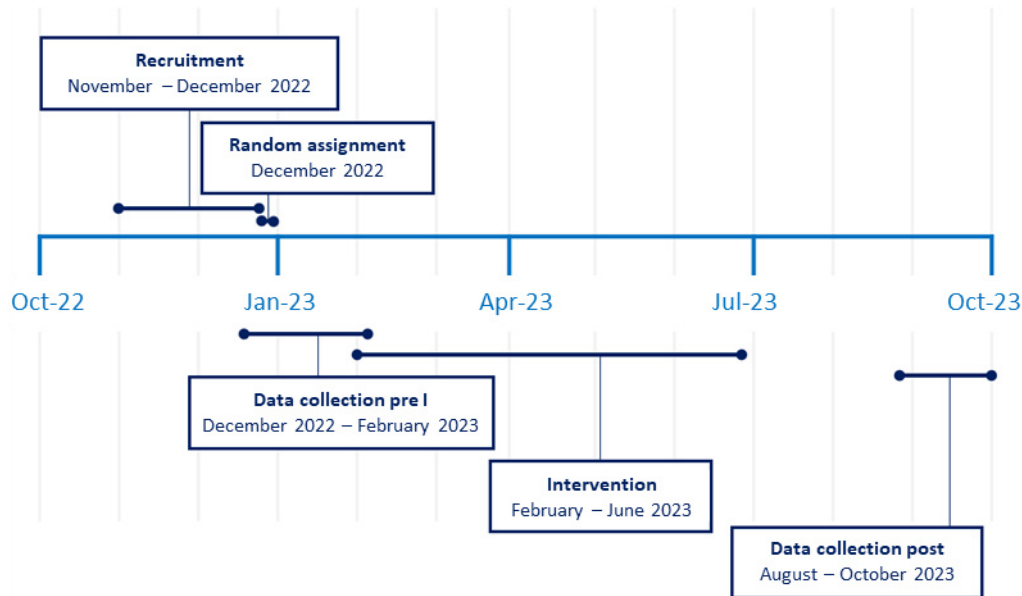 Recruitment
November – December 2022
Random assignment
December 2022
Oct-22
Jan-23
Apr-23
Jul-23
Oct-23
Data collection pre I
December 2022 – February 2023
Intervention
February – June 2023
Data collection post
August – October 2023